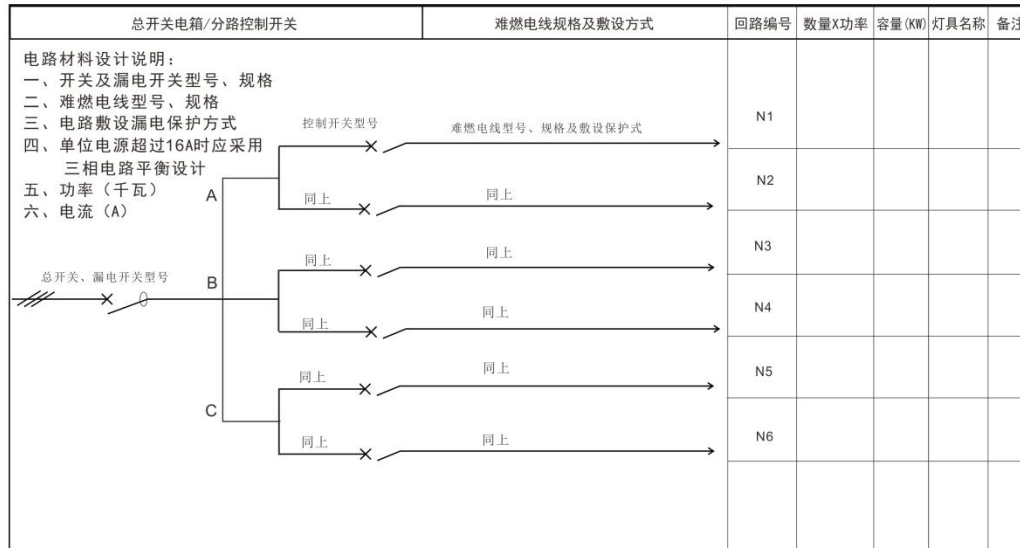 总开关电箱/分路控制开关
难燃电线规格及敷设方式
回路编号
数量X功率
容量(KW)
灯具名称
备注
电路材料设计说明：
一、开关及漏电开关型号、规格
二、难燃电线型号、规格
三、电路敷设漏电保护方式
四、单位电源超过16A时应采用
三相电路平衡设计
五、功率（千瓦）
六、电流（A）
控制开关型号
难燃电线型号、规格及敷设保护式
N1
A
同上
同上
N2
同上
同上
N3
总开关、漏电开关型号
B
同上
同上
N4
同上
同上
N5
C
同上
同上
N6